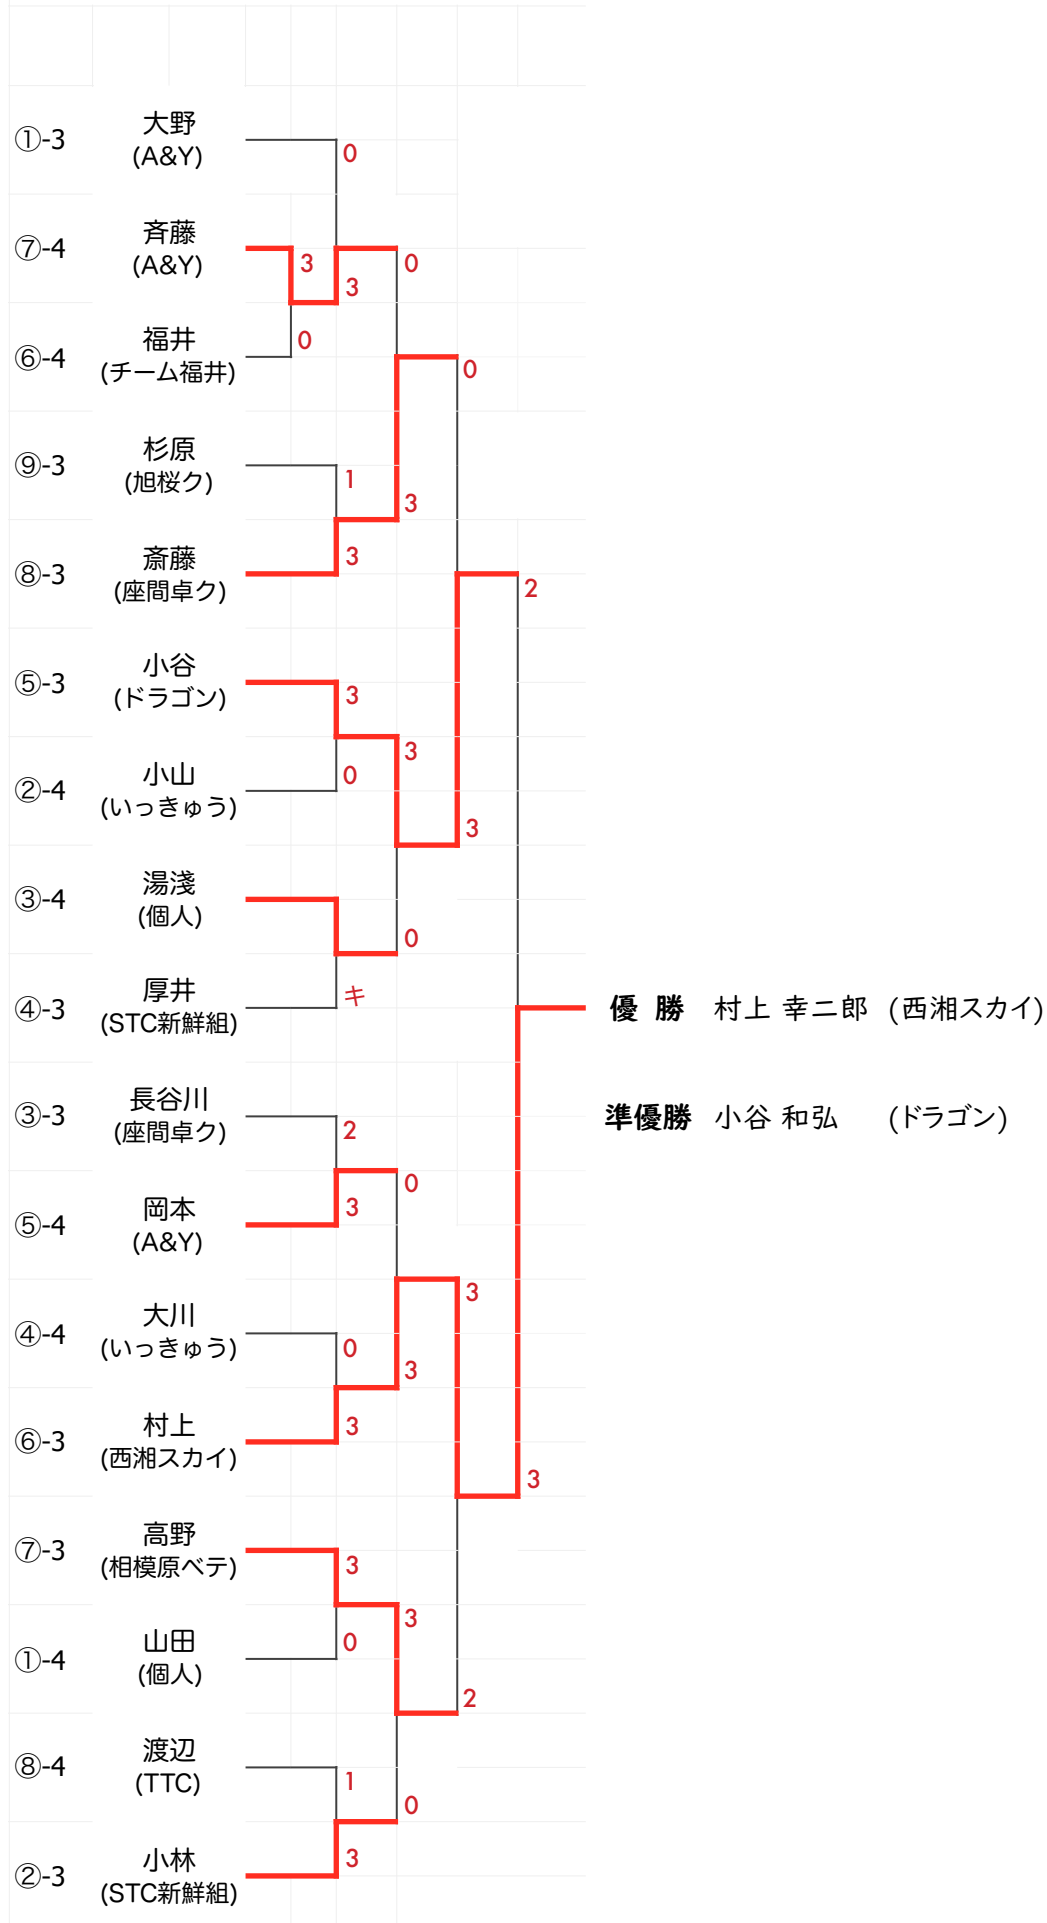 ①-3 大野
(A&Y)
0
⑦-4 斉藤
(A&Y)
3 0
3
0
⑥-4 福井
(チーム福井)
0
⑨-3 杉原
(旭桜ク)
1
3
⑧-3 斎藤
(座間卓ク)
3
2
⑤-3 小谷
(ドラゴン)
3
3
②-4 小山
(いっきゅう)
0
3
③-4 湯淺
(個人)
0
④-3 厚井
(STC新鮮組)
キ
優 勝 村上 幸二郎 (西湘スカイ)
準優勝 小谷 和弘 (ドラゴン)
③-3 長谷川
(座間卓ク)
2
0
⑤-4 岡本
(A&Y)
3
3
④-4 大川
(いっきゅう)
0
3
⑥-3 村上
(西湘スカイ)
3
3
⑦-3 高野
(相模原ベテ)
3
3
①-4 山田
(個人)
0
2
⑧-4 渡辺
(TTC)
1
0
②-3 小林
(STC新鮮組)
3